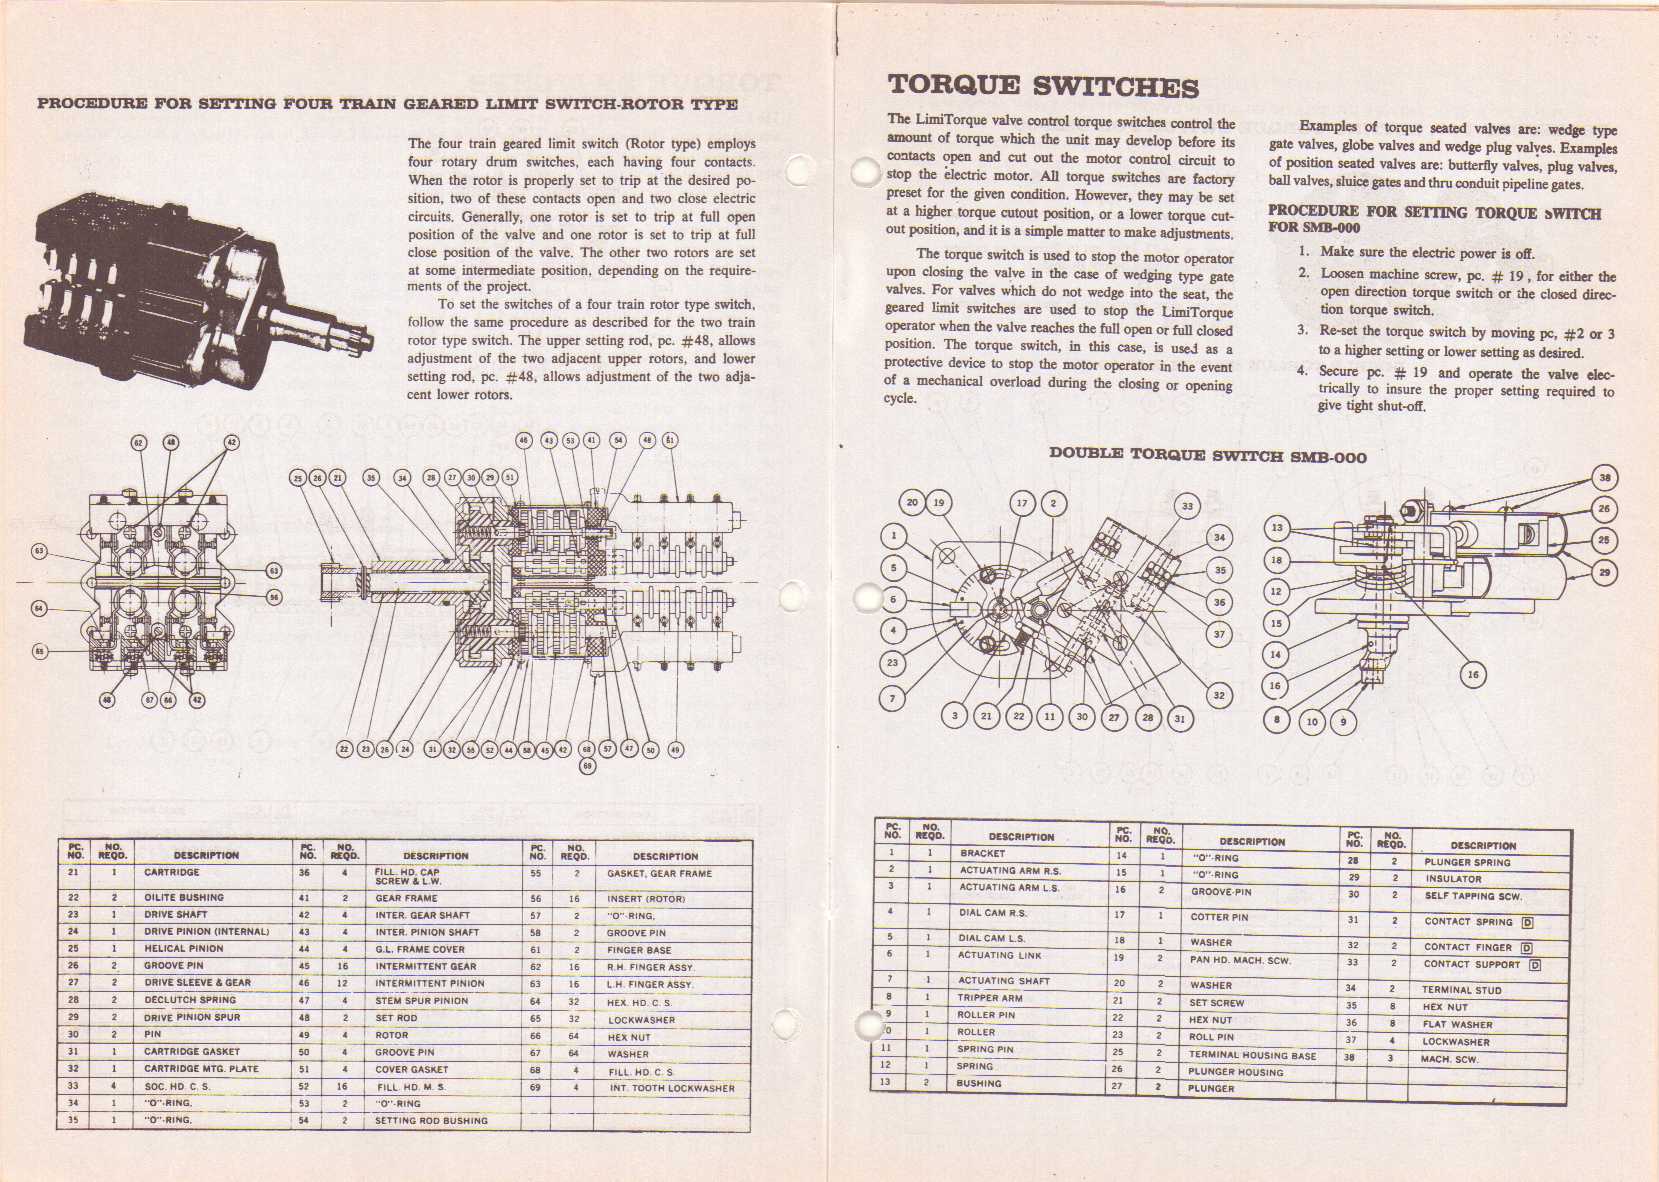 PROCEDURE FOR SETTING FOUR TRAIN GEARED LIMIT SWITCH-ROTOR TYPE
The four train geared limit switch (Rotor type) employs
four rotary drum switches, each having four contacts.
When the rotor is properly set to trip at the desired po-
sition, two of these contacts open and two close electric
circuits. Generally, one rotor is set to trip at full open
position of the valve and one rotor is set to trip at full
close position of the valve. The other two rotors are set
at some intermediate position, depending on the require-
ments of the project.
To set the switches of a four train rotor type switch,
follow the same procedure as described for the two train
rotor type switch. The upper setting rod, pc. #48, allows
adjustment of the two adjacent upper rotors, and lower
setting rod, pc. #48, allows adjustment of the two adja-
cent lower rotors.
62 48 42
63 63
56
64
65
48 67 66 42
46 43 53 41 54 48 61
25 26 21 35 34 28 27 30 29 51
22 23 26 24 31 32 55 52 44 58 45 42 68 57 47 50 49
69
PC. NO. NO. REQD. DESCRIPTION PC. NO. NO. REQD. DESCRIPTION PC. NO. NO. REQD. DESCRIPTION
21 1 CARTRIDGE 36 4 FILL. HD. CAP SCREW & L.W. 55 2 GASKET, GEAR FRAME
22 2 OILITE BUSHING 41 2 GEAR FRAME 56 16 INSERT (ROTOR)
23 1 DRIVE SHAFT 42 4 INTER. GEAR SHAFT 57 2 "O"-RING,
24 1 DRIVE PINION (INTERNAL) 43 4 INTER. PINION SHAFT 58 2 GROOVE PIN
25 1 HELICAL PINION 44 4 G.L. FRAME COVER 61 2 FINGER BASE
26 2 GROOVE PIN 45 16 INTERMITTENT GEAR 62 16 R.H. FINGER ASSY.
27 2 DRIVE SLEEVE & GEAR 46 12 INTERMITTENT PINION 63 16 L.H. FINGER ASSY.
28 2 DECLUTCH SPRING 47 4 STEM SPUR PINION 64 32 HEX. HD. C. S.
29 2 DRIVE PINION SPUR 48 2 SET ROD 65 32 LOCKWASHER
30 2 PIN 49 4 ROTOR 66 64 HEX NUT
31 1 CARTRIDGE GASKET 50 4 GROOVE PIN 67 64 WASHER
32 1 CARTRIDGE MTG. PLATE 51 4 COVER GASKET 68 4 FILL. HD. C. S.
33 4 SOC. HD. C. S. 52 16 FILL. HD. M. S. 69 4 INT. TOOTH LOCKWASHER
34 1 "O"-RING, 53 2 "O"-RING
35 1 "O"-RING, 54 2 SETTING ROD BUSHING
TORQUE SWITCHES
The LimiTorque valve control torque switches control the
amount of torque which the unit may develop before its
contacts open and cut out the motor control circuit to
stop the electric motor. All torque switches are factory
preset for the given condition. However, they may be set
at a higher torque cutout position, or a lower torque cut-
out position, and it is a simple matter to make adjustments.
The torque switch is used to stop the motor operator
upon closing the valve in the case of wedging type gate
valves. For valves which do not wedge into the seat, the
geared limit switches are used to stop the LimiTorque
operator when the valve reaches the full open or full closed
position. The torque switch, in this case, is used as a
protective device to stop the motor operator in the event
of a mechanical overload during the closing or opening
cycle.
Examples of torque seated valves are: wedge type
gate valves, globe valves and wedge plug valves. Examples
of position seated valves are: butterfly valves, plug valves,
ball valves, sluice gates and thru conduit pipeline gates.
PROCEDURE FOR SETTING TORQUE SWITCH
FOR SMB-000
1. Make sure the electric power is off.
2. Loosen machine screw, pc. # 19 , for either the
open direction torque switch or the closed direc-
tion torque switch.
3. Re-set the torque switch by moving pc, #2 or 3
to a higher setting or lower setting as desired.
4. Secure pc. # 19 and operate the valve elec-
trically to insure the proper setting required to
give tight shut-off.
DOUBLE TORQUE SWITCH SMB-000
20 19 17 2 33
1 34
5 35
6 36
4 37
23
7 32
3 21 22 11 30 27 28 31
38
13 26
25
18 29
12
15
14
16 16
8 10 9
PC. NO. NO. REQD. DESCRIPTION PC. NO. NO. REQD. DESCRIPTION PC. NO. NO. REQD. DESCRIPTION
1 1 BRACKET 14 1 "O"-RING 28 2 PLUNGER SPRING
2 1 ACTUATING ARM R.S. 15 1 "O"-RING 29 2 INSULATOR
3 1 ACTUATING ARM L.S. 16 2 GROOVE-PIN 30 2 SELF TAPPING SCW.
4 1 DIAL CAM R.S. 17 1 COTTER PIN 31 2 CONTACT SPRING D
5 1 DIAL CAM L.S. 18 1 WASHER 32 2 CONTACT FINGER D
6 1 ACTUATING LINK 19 2 PAN HD. MACH. SCW. 33 2 CONTACT SUPPORT D
7 1 ACTUATING SHAFT 20 2 WASHER 34 2 TERMINAL STUD
8 1 TRIPPER ARM 21 2 SET SCREW 35 8 HEX NUT
9 1 ROLLER PIN 22 2 HEX NUT 36 8 FLAT WASHER
0 1 ROLLER 23 2 ROLL PIN 37 4 LOCKWASHER
11 1 SPRING PIN 25 2 TERMINAL HOUSING BASE 38 3 MACH. SCW.
12 1 SPRING 26 2 PLUNGER HOUSING
13 2 BUSHING 27 2 PLUNGER